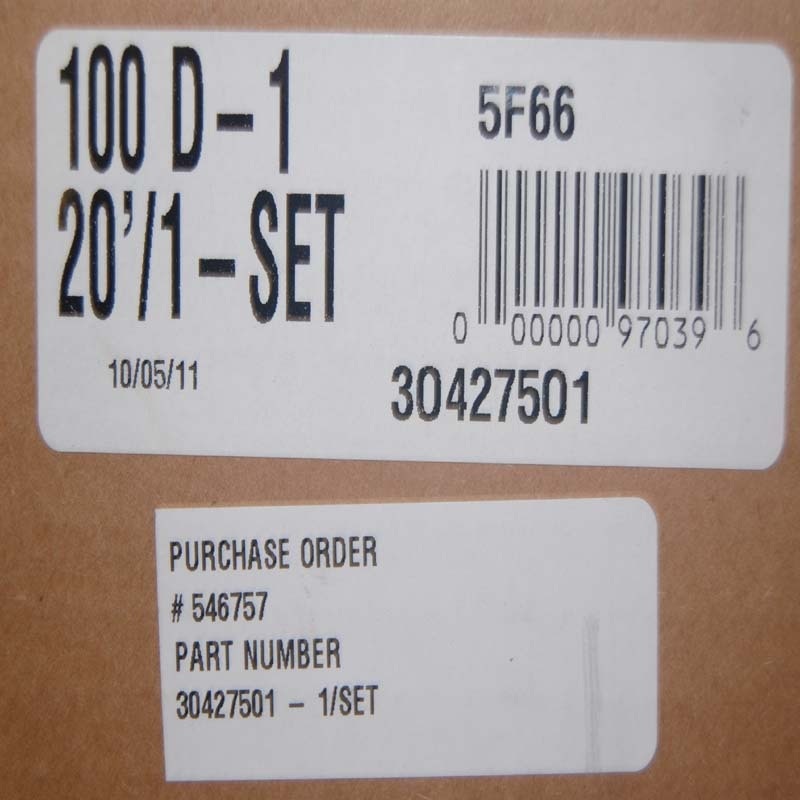 100 D-1
20'/1-SET
10/05/11
5F66
0 00000 97039 6
30427501
PURCHASE ORDER
# 546757
PART NUMBER
30427501 - 1/SET